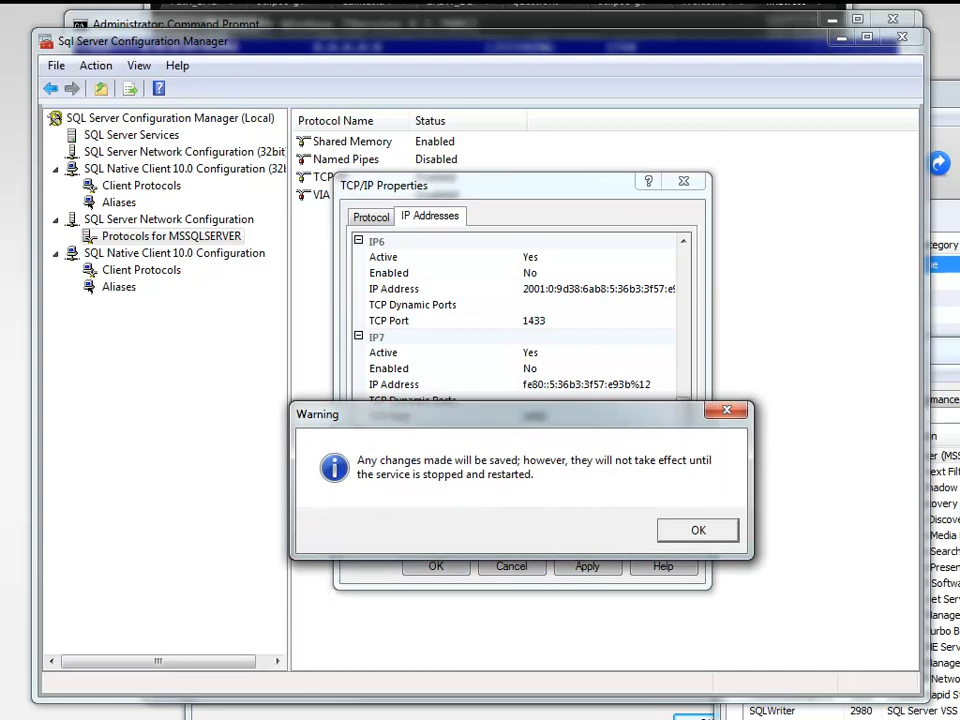 Administrator: Command Prompt
Sql Server Configuration Manager
File Action View Help
SQL Server Configuration Manager (Local)
SQL Server Services
SQL Server Network Configuration (32bit
SQL Native Client 10.0 Configuration (32b
Client Protocols
Aliases
SQL Server Network Configuration
Protocols for MSSQLSERVER
SQL Native Client 10.0 Configuration
Client Protocols
Aliases
Protocol Name Status
Shared Memory Enabled
Named Pipes Disabled
TCP
VIA
TCP/IP Properties
Protocol IP Addresses
IP6
Active Yes
Enabled No
IP Address 2001:0:9d38:6ab8:5:36b3:3f57:e9
TCP Dynamic Ports
TCP Port 1433
IP7
Active Yes
Enabled No
IP Address fe80::5:36b3:3f57:e93b%12
Warning
Any changes made will be saved; however, they will not take effect until
the service is stopped and restarted.
OK
OK Cancel Apply Help
ategory
mance
SQLWriter 2980 SQL Server VSS